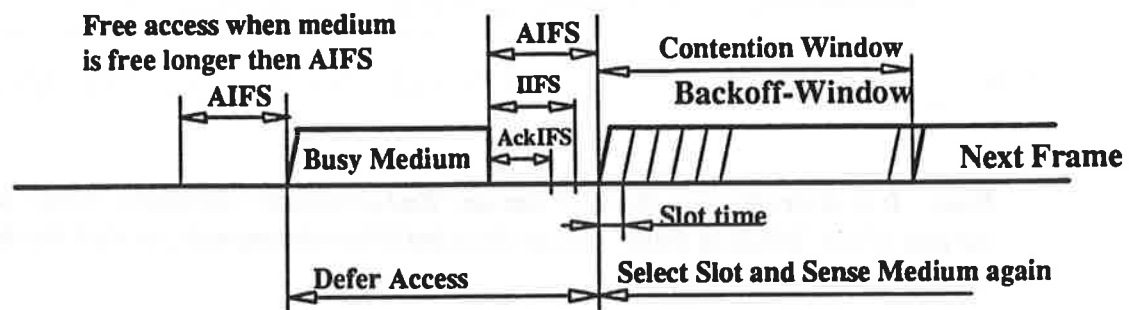 Free access when medium
is free longer then AIFS
AIFS
AIFS
IIFS
AckIFS
Contention Window
Backoff-Window
Busy Medium
Next Frame
Slot time
Defer Access
Select Slot and Sense Medium again